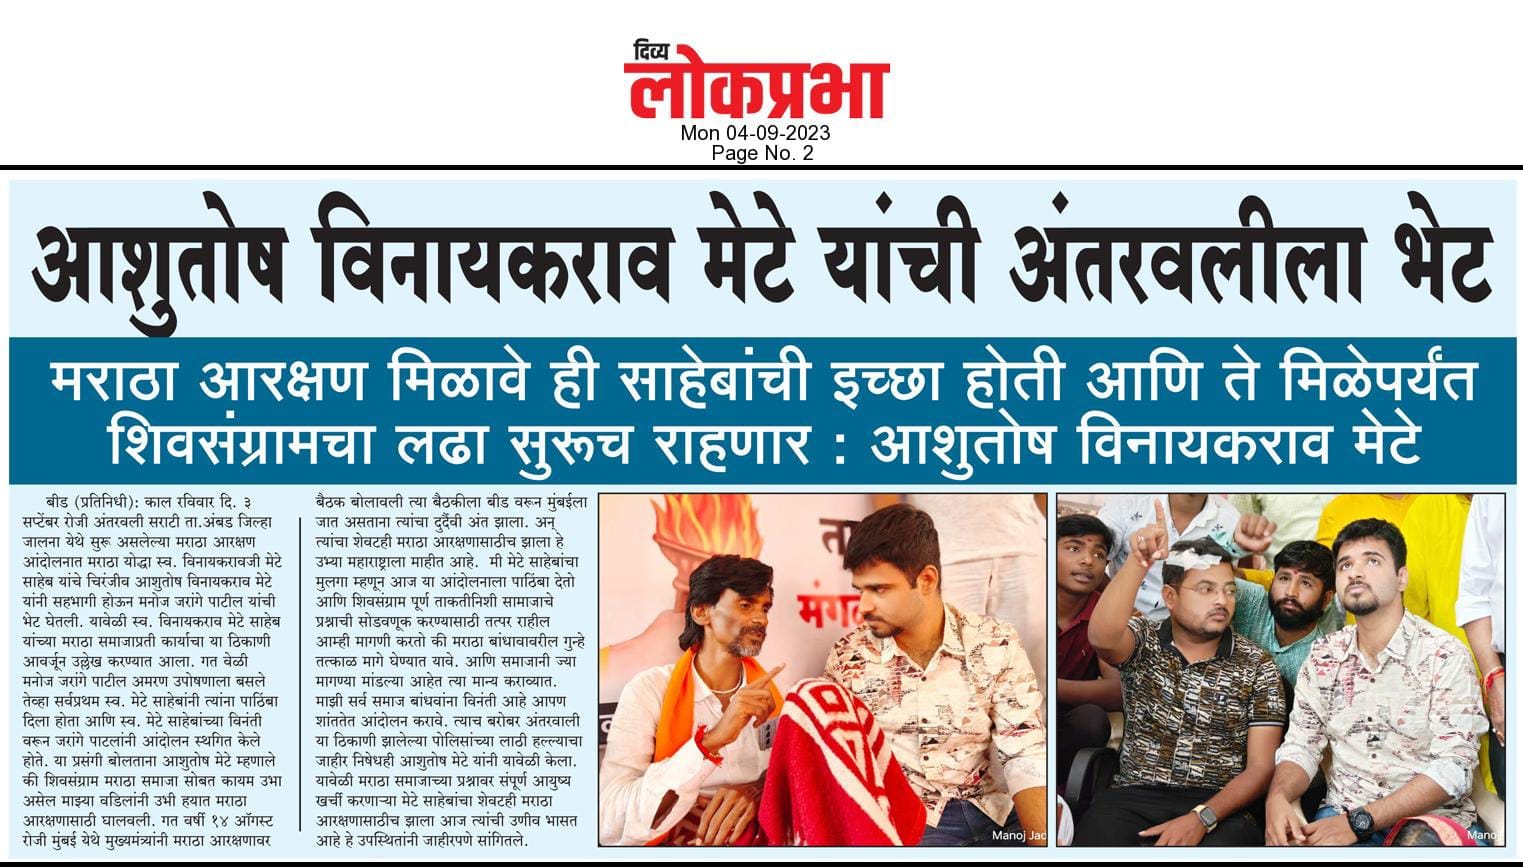 दिव्य
लोकप्रभा
Mon 04-09-2023
Page No. 2
आशुतोष विनायकराव मेटे यांची अंतरवलीला भेट
मराठा आरक्षण मिळावे ही साहेबांची इच्छा होती आणि ते मिळेपर्यंत
शिवसंग्रामचा लढा सुरूच राहणार : आशुतोष विनायकराव मेटे
बीड (प्रतिनिधी): काल रविवार दि. ३
सप्टेंबर रोजी अंतरवली सराटी ता.अंबड जिल्हा
जालना येथे सुरू असलेल्या मराठा आरक्षण
आंदोलनात मराठा योद्धा स्व. विनायकरावजी मेटे
साहेब यांचे चिरंजीव आशुतोष विनायकराव मेटे
यांनी सहभागी होऊन मनोज जरांगे पाटील यांची
भेट घेतली. यावेळी स्व. विनायकराव मेटे साहेब
यांच्या मराठा समाजाप्रती कार्याचा या ठिकाणी
आवर्जून उल्लेख करण्यात आला. गत वेळी
मनोज जरांगे पाटील अमरण उपोषणाला बसले
तेव्हा सर्वप्रथम स्व. मेटे साहेबांनी त्यांना पाठिंबा
दिला होता आणि स्व. मेटे साहेबांच्या विनंती
वरून जरांगे पाटलांनी आंदोलन स्थगित केले
होते. या प्रसंगी बोलताना आशुतोष मेटे म्हणाले
की शिवसंग्राम मराठा समाजा सोबत कायम उभा
असेल माझ्या वडिलांनी उभी हयात मराठा
आरक्षणासाठी घालवली. गत वर्षी १४ ऑगस्ट
रोजी मुंबई येथे मुख्यमंत्र्यांनी मराठा आरक्षणावर
बैठक बोलावली त्या बैठकीला बीड वरून मुंबईला
जात असताना त्यांचा दुर्दैवी अंत झाला. अन्
त्यांचा शेवटही मराठा आरक्षणासाठीच झाला हे
उभ्या महाराष्ट्राला माहीत आहे. मी मेटे साहेबांचा
मुलगा म्हणून आज या आंदोलनाला पाठिंबा देतो
आणि शिवसंग्राम पूर्ण ताकतीनिशी सामाजाचे
प्रश्नाची सोडवणूक करण्यासाठी तत्पर राहील
आम्ही मागणी करतो की मराठा बांधावावरील गुन्हे
तत्काळ मागे घेण्यात यावे. आणि समाजानी ज्या
मागण्या मांडल्या आहेत त्या मान्य कराव्यात.
माझी सर्व समाज बांधवांना विनंती आहे आपण
शांततेत आंदोलन करावे. त्याच बरोबर अंतरवाली
या ठिकाणी झालेल्या पोलिसांच्या लाठी हल्ल्याचा
जाहीर निषेधही आशुतोष मेटे यांनी यावेळी केला.
यावेळी मराठा समाजाच्या प्रश्नावर संपूर्ण आयुष्य
खर्ची करणाऱ्या मेटे साहेबांचा शेवटही मराठा
आरक्षणासाठीच झाला आज त्यांची उणीव भासत
आहे हे उपस्थितांनी जाहीरपणे सांगितले.
Manoj Jac
Mano